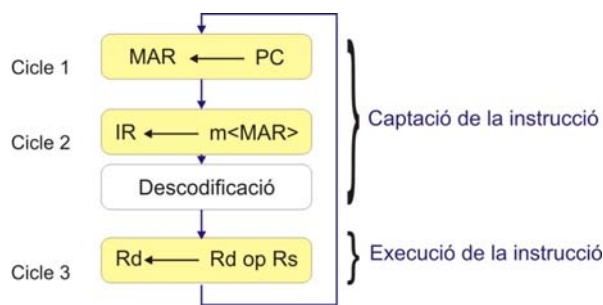 Cicle 1
MAR PC
Cicle 2
IR m<MAR>
Descodificació
Captació de la instrucció
Cicle 3
Rd Rd op Rs
Execució de la instrucció